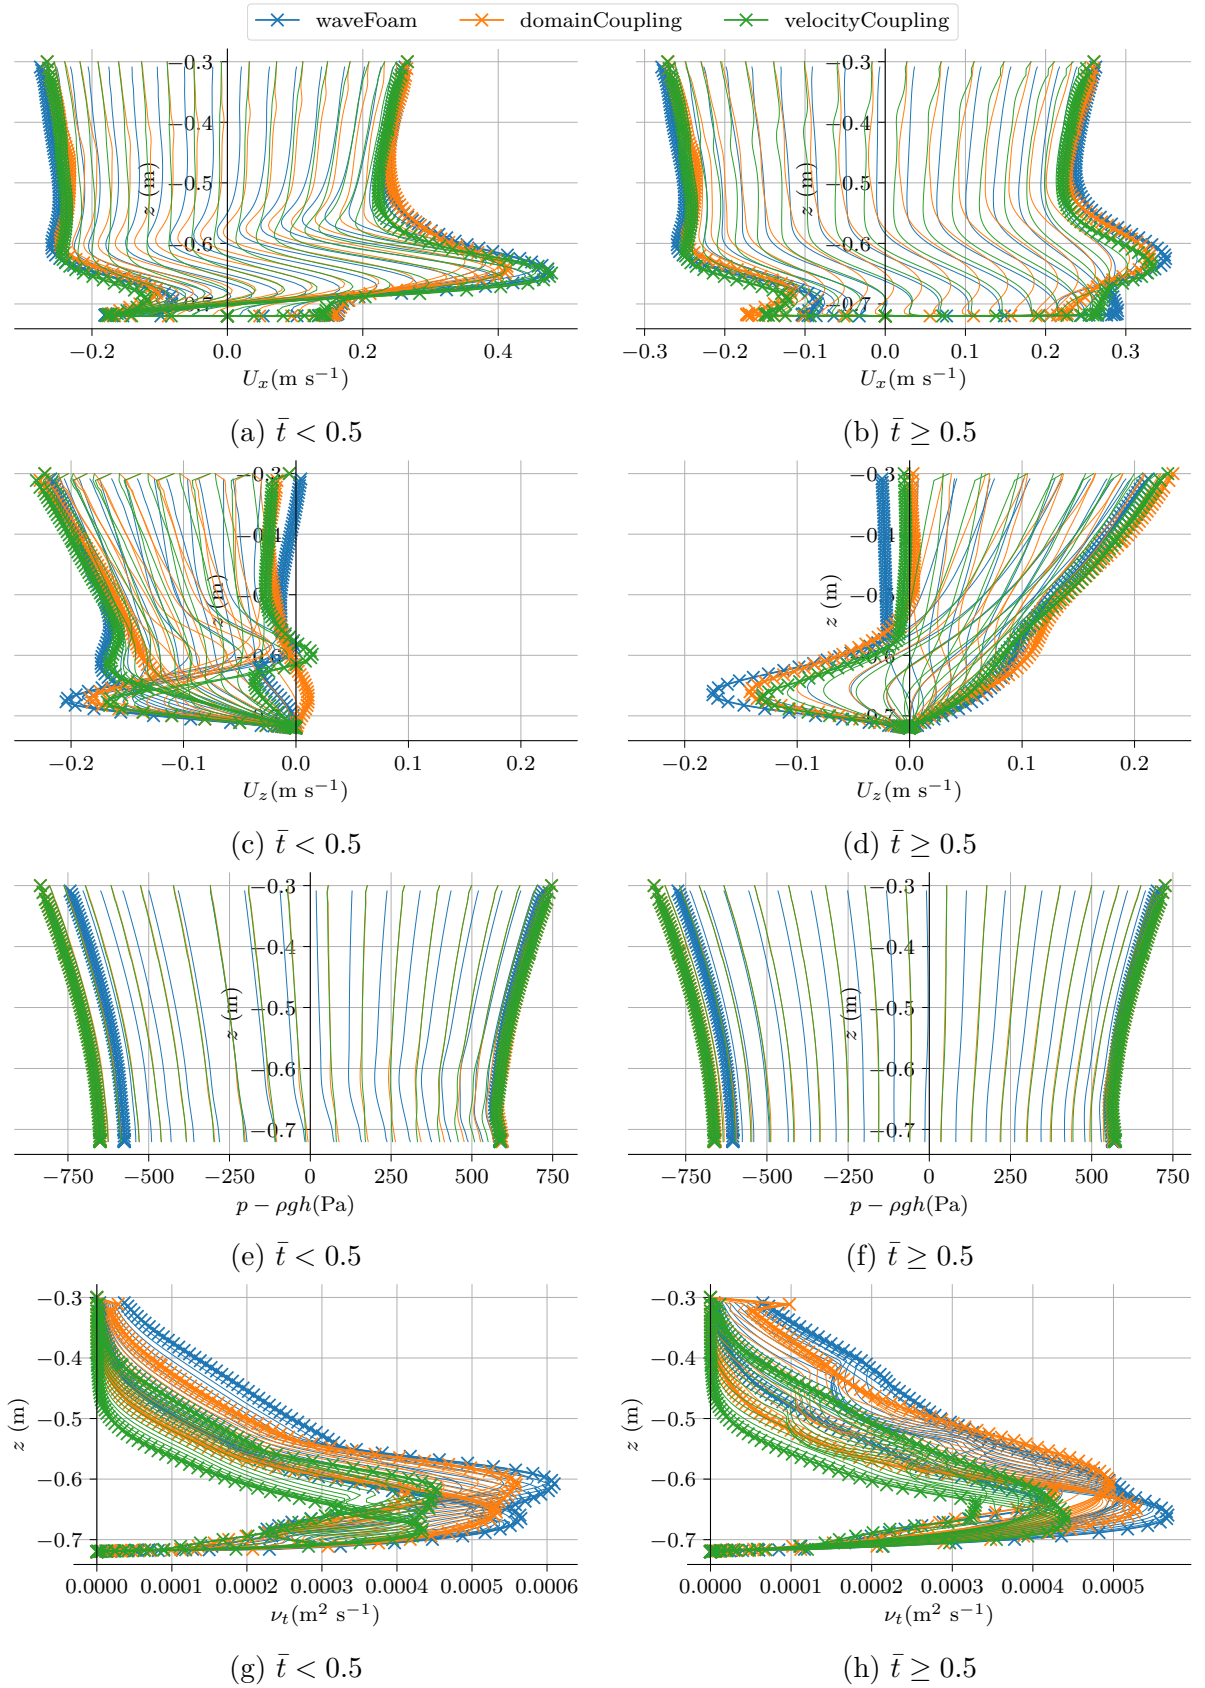 waveFoam domainCoupling velocityCoupling
−0.3 −0.3
−0.4 −0.4
−0.5 −0.5
z (m) z (m)
−0.6 −0.6
−0.7 −0.7
−0.2 0.0 0.2 0.4 −0.3 −0.2 −0.1 0.0 0.1 0.2 0.3
Uₓ(m s⁻¹) Uₓ(m s⁻¹)
(a) t̄ < 0.5 (b) t̄ ≥ 0.5
−0.3 −0.3
−0.4 −0.4
z (m) z (m)
−0.6 −0.6
−0.2 −0.1 0.0 0.1 0.2 −0.2 −0.1 0.0 0.1 0.2
U_z(m s⁻¹) U_z(m s⁻¹)
(c) t̄ < 0.5 (d) t̄ ≥ 0.5
−0.3 −0.3
−0.4 −0.4
−0.5 −0.5
z (m) z (m)
−0.6 −0.6
−0.7 −0.7
−750 −500 −250 0 250 500 750 −750 −500 −250 0 250 500 750
p − ρgh(Pa) p − ρgh(Pa)
(e) t̄ < 0.5 (f) t̄ ≥ 0.5
−0.3 −0.3
−0.4 −0.4
z (m) z (m)
−0.5 −0.5
−0.6 −0.6
−0.7 −0.7
0.0000 0.0001 0.0002 0.0003 0.0004 0.0005 0.0006 0.0000 0.0001 0.0002 0.0003 0.0004 0.0005
νₜ(m² s⁻¹) νₜ(m² s⁻¹)
(g) t̄ < 0.5 (h) t̄ ≥ 0.5